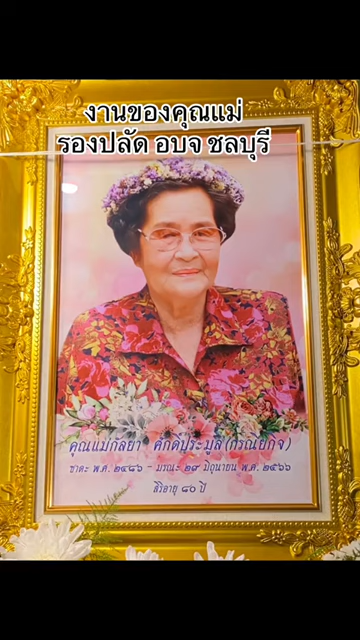 งานของคุณแม่
รองปลัด อบจ ชลบุรี
คุณแม่กัลยา ศักดิ์ประมูล (กรณียกิจ)
ชาตะ พ.ศ. ๒๔๘๖ - มรณะ ๒๙ มิถุนายน พ.ศ. ๒๕๖๖
สิริอายุ ๘๐ ปี